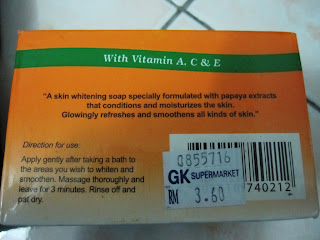 With Vitamin A, C & E
"A skin whitening soap specially formulated with papaya extracts
that conditions and moisturizes the skin.
Glowingly refreshes and smoothens all kinds of skin."
Direction for use:
Apply gently after taking a bath to
the areas you wish to whiten and
smoothen. Massage thoroughly and
leave for 3 minutes. Rinse off and
pat dry.
0855716
GK SUPERMARKET
RM 3.60
740212